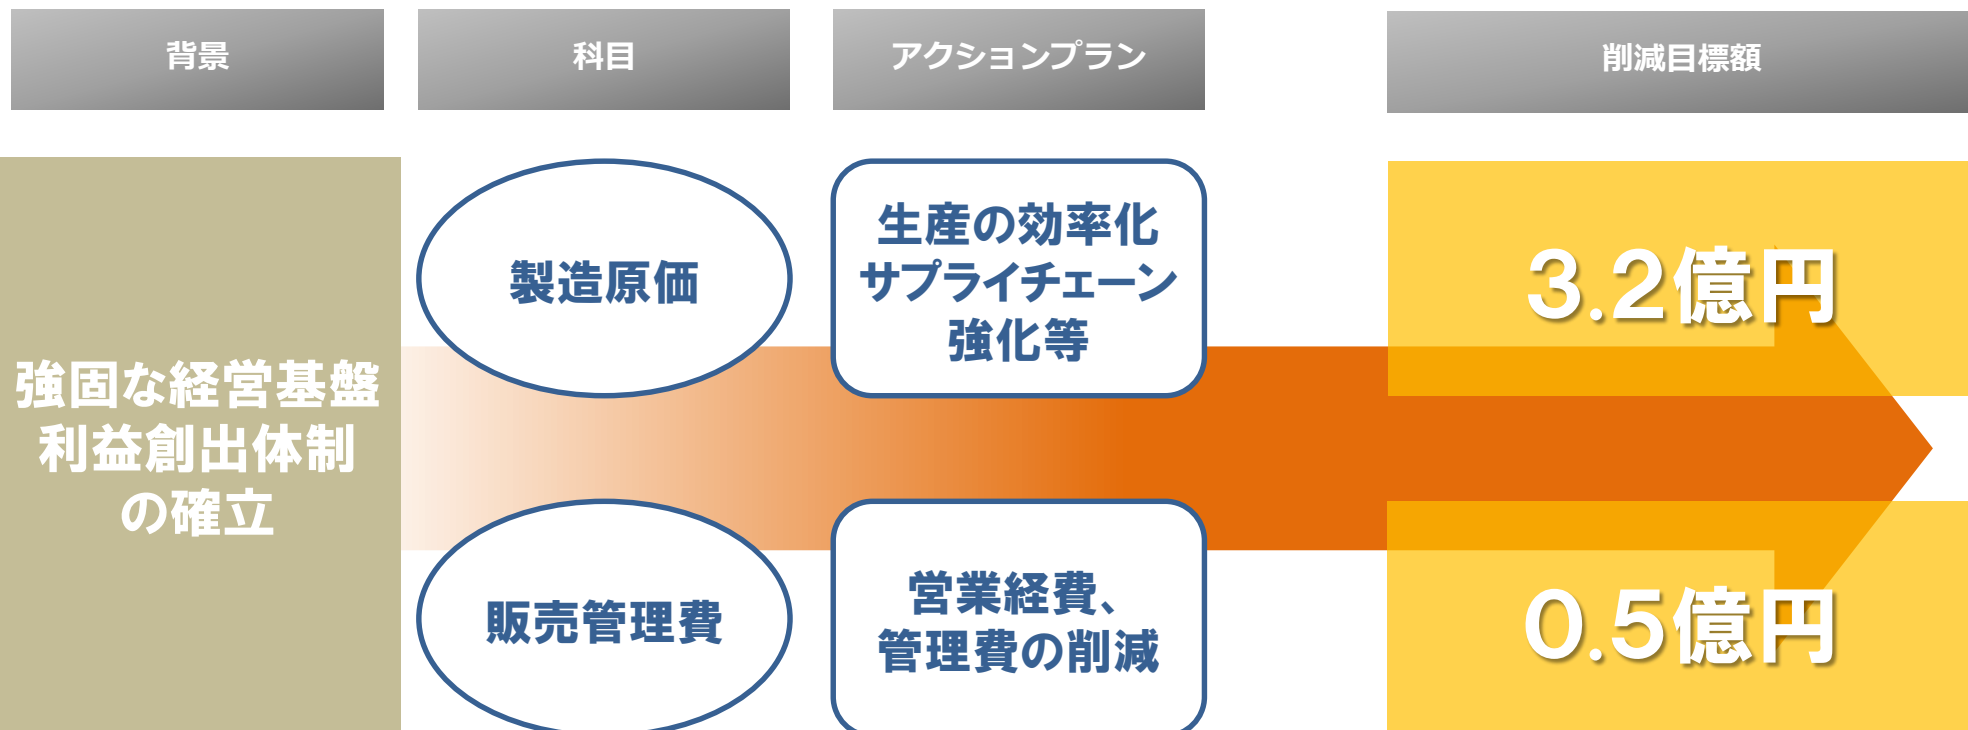 背景
科目
アクションプラン
削減目標額
強固な経営基盤
利益創出体制
の確立
製造原価
生産の効率化
サプライチェーン
強化等
3.2億円
販売管理費
営業経費、
管理費の削減
0.5億円